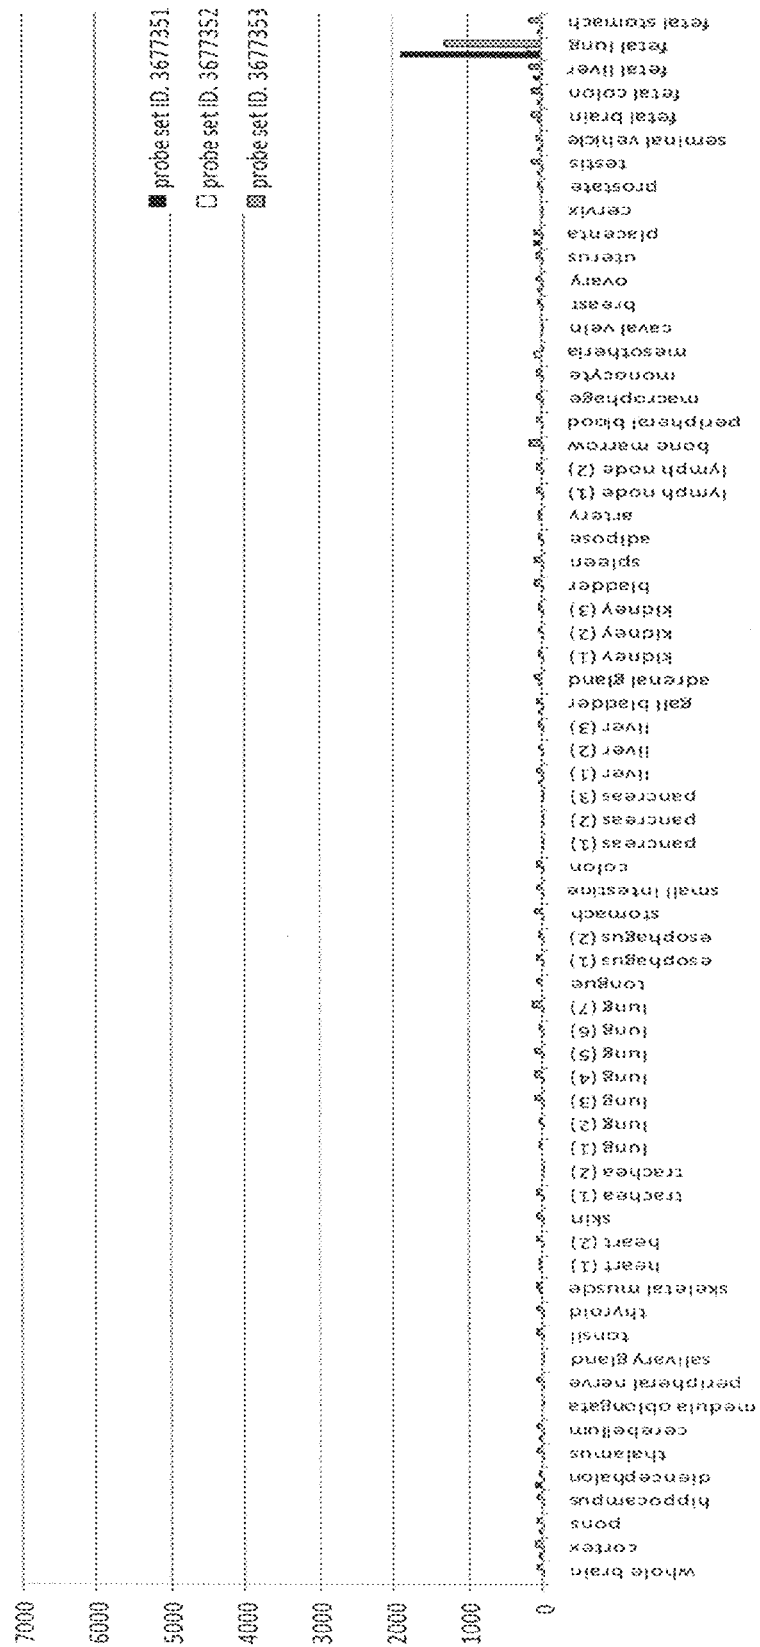 7000
6000
5000
4000
3000
2000
1000
0
probe set ID. 3677351
probe set ID. 3677352
probe set ID. 3677353
whole brain
cortex
pons
hippocampus
diencephalon
thalamus
cerebellum
medula oblongata
peripheral nerve
salivary gland
tonsil
thyroid
skeletal muscle
heart (1)
heart (2)
skin
trachea (1)
trachea (2)
lung (1)
lung (2)
lung (3)
lung (4)
lung (5)
lung (6)
lung (7)
tongue
esophagus (1)
esophagus (2)
stomach
small intestine
colon
pancreas (1)
pancreas (2)
pancreas (3)
liver (1)
liver (2)
liver (3)
gall bladder
adrenal gland
kidney (1)
kidney (2)
kidney (3)
bladder
spleen
adipose
artery
lymph node (1)
lymph node (2)
bone marrow
peripheral blood
macrophage
monocyte
mesotheria
caval vein
breast
ovary
uterus
placenta
cervix
prostate
testis
seminal vehicle
fetal brain
fetal colon
fetal liver
fetal lung
fetal stomach